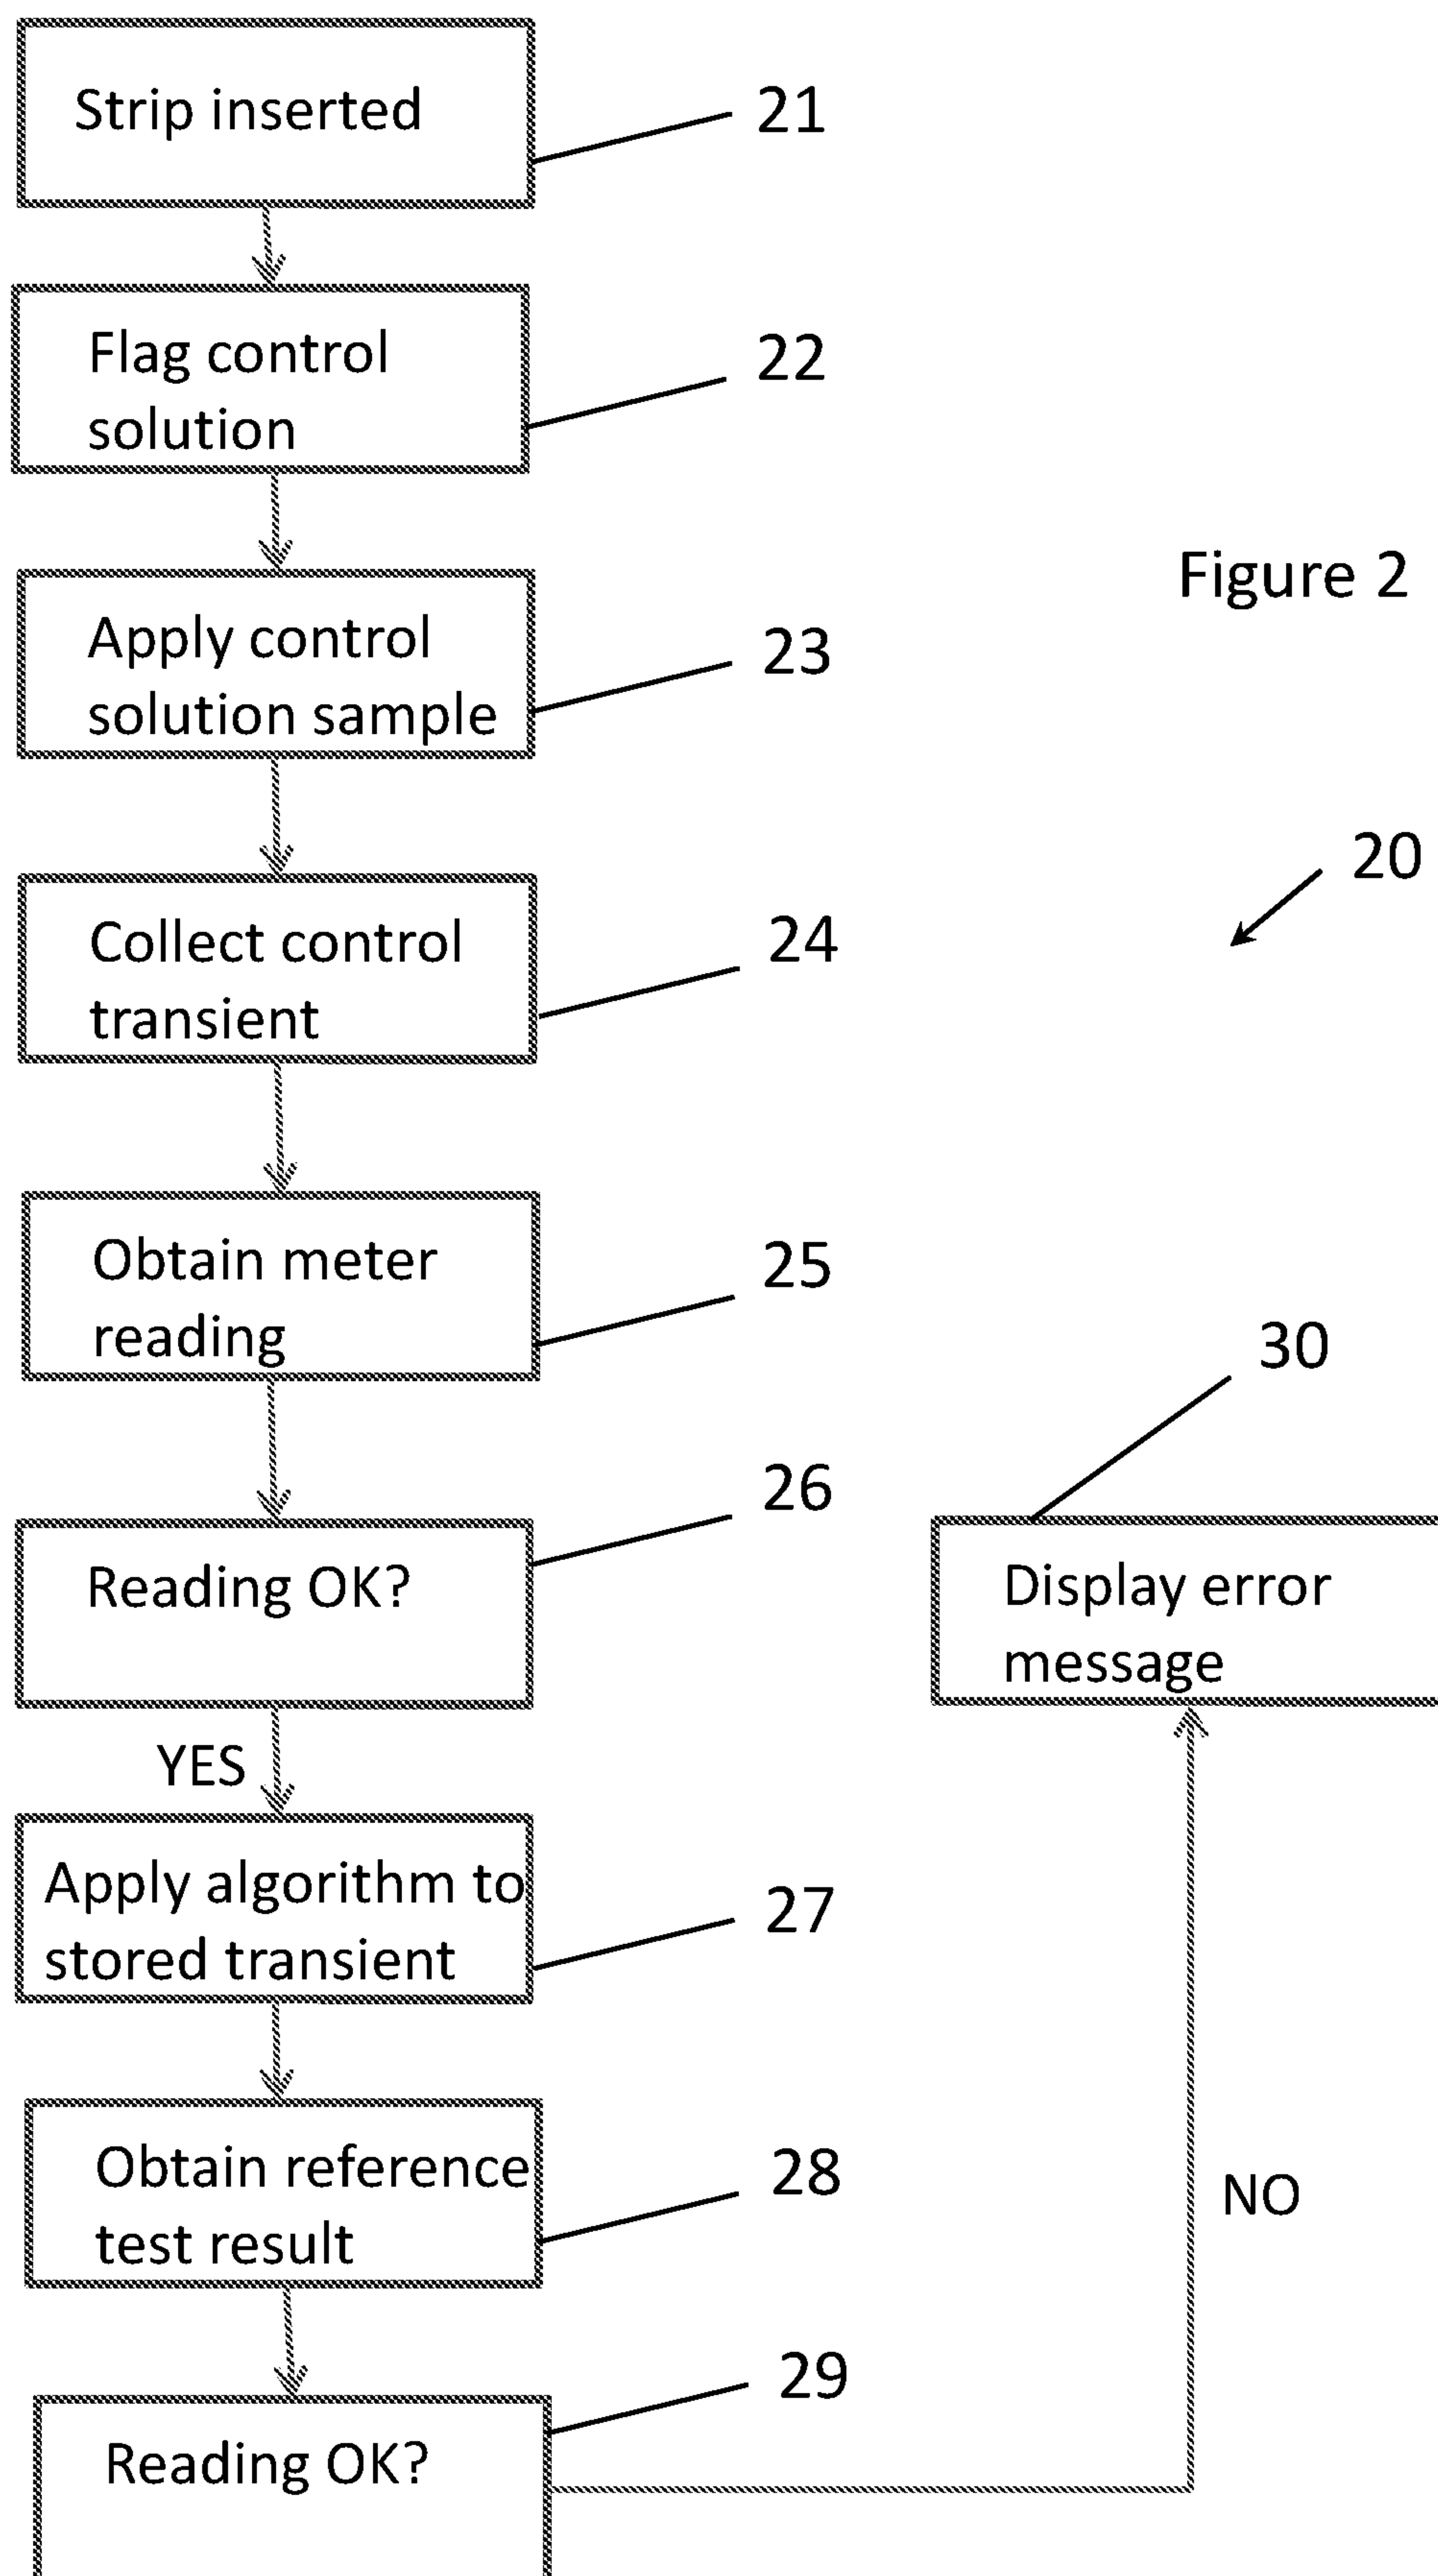 Strip inserted
21
Flag control
solution
22
Figure 2
Apply control
solution sample
23
20
Collect control
transient
24
Obtain meter
reading
25
30
Reading OK?
26
Display error
message
YES
Apply algorithm to
stored transient
27
Obtain reference
test result
28
NO
Reading OK?
29